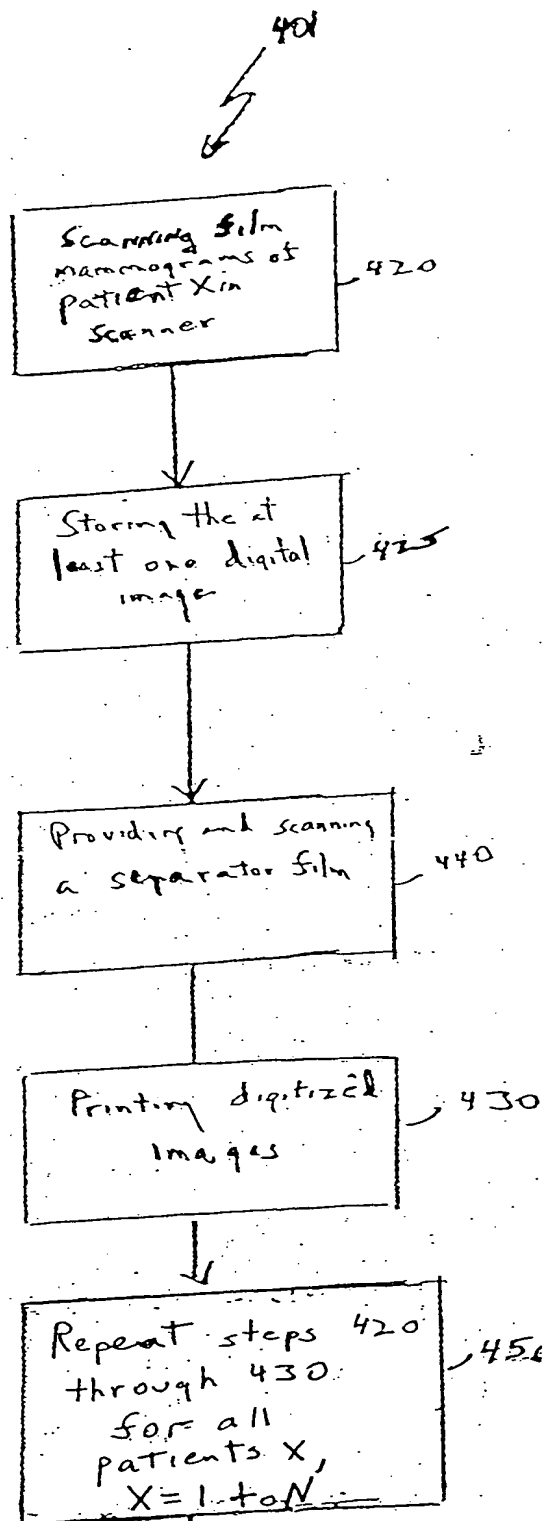 401
Scanning film
mammograms of
patient X in
scanner
420
Storing the at
least one digital
image
425
Providing and scanning
a separator film
440
Printing digitized
images
430
Repeat steps 420
through 430
for all
patients X,
X = 1 to N